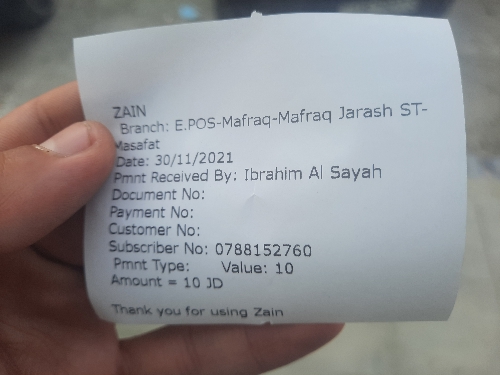 ZAIN
Branch: E.POS-Mafraq-Mafraq Jarash ST-
Masafat
Date: 30/11/2021
Pmnt Received By: Ibrahim Al Sayah
Document No:
Payment No:
Customer No:
Subscriber No: 0788152760
Pmnt Type: Value: 10
Amount = 10 JD
Thank you for using Zain